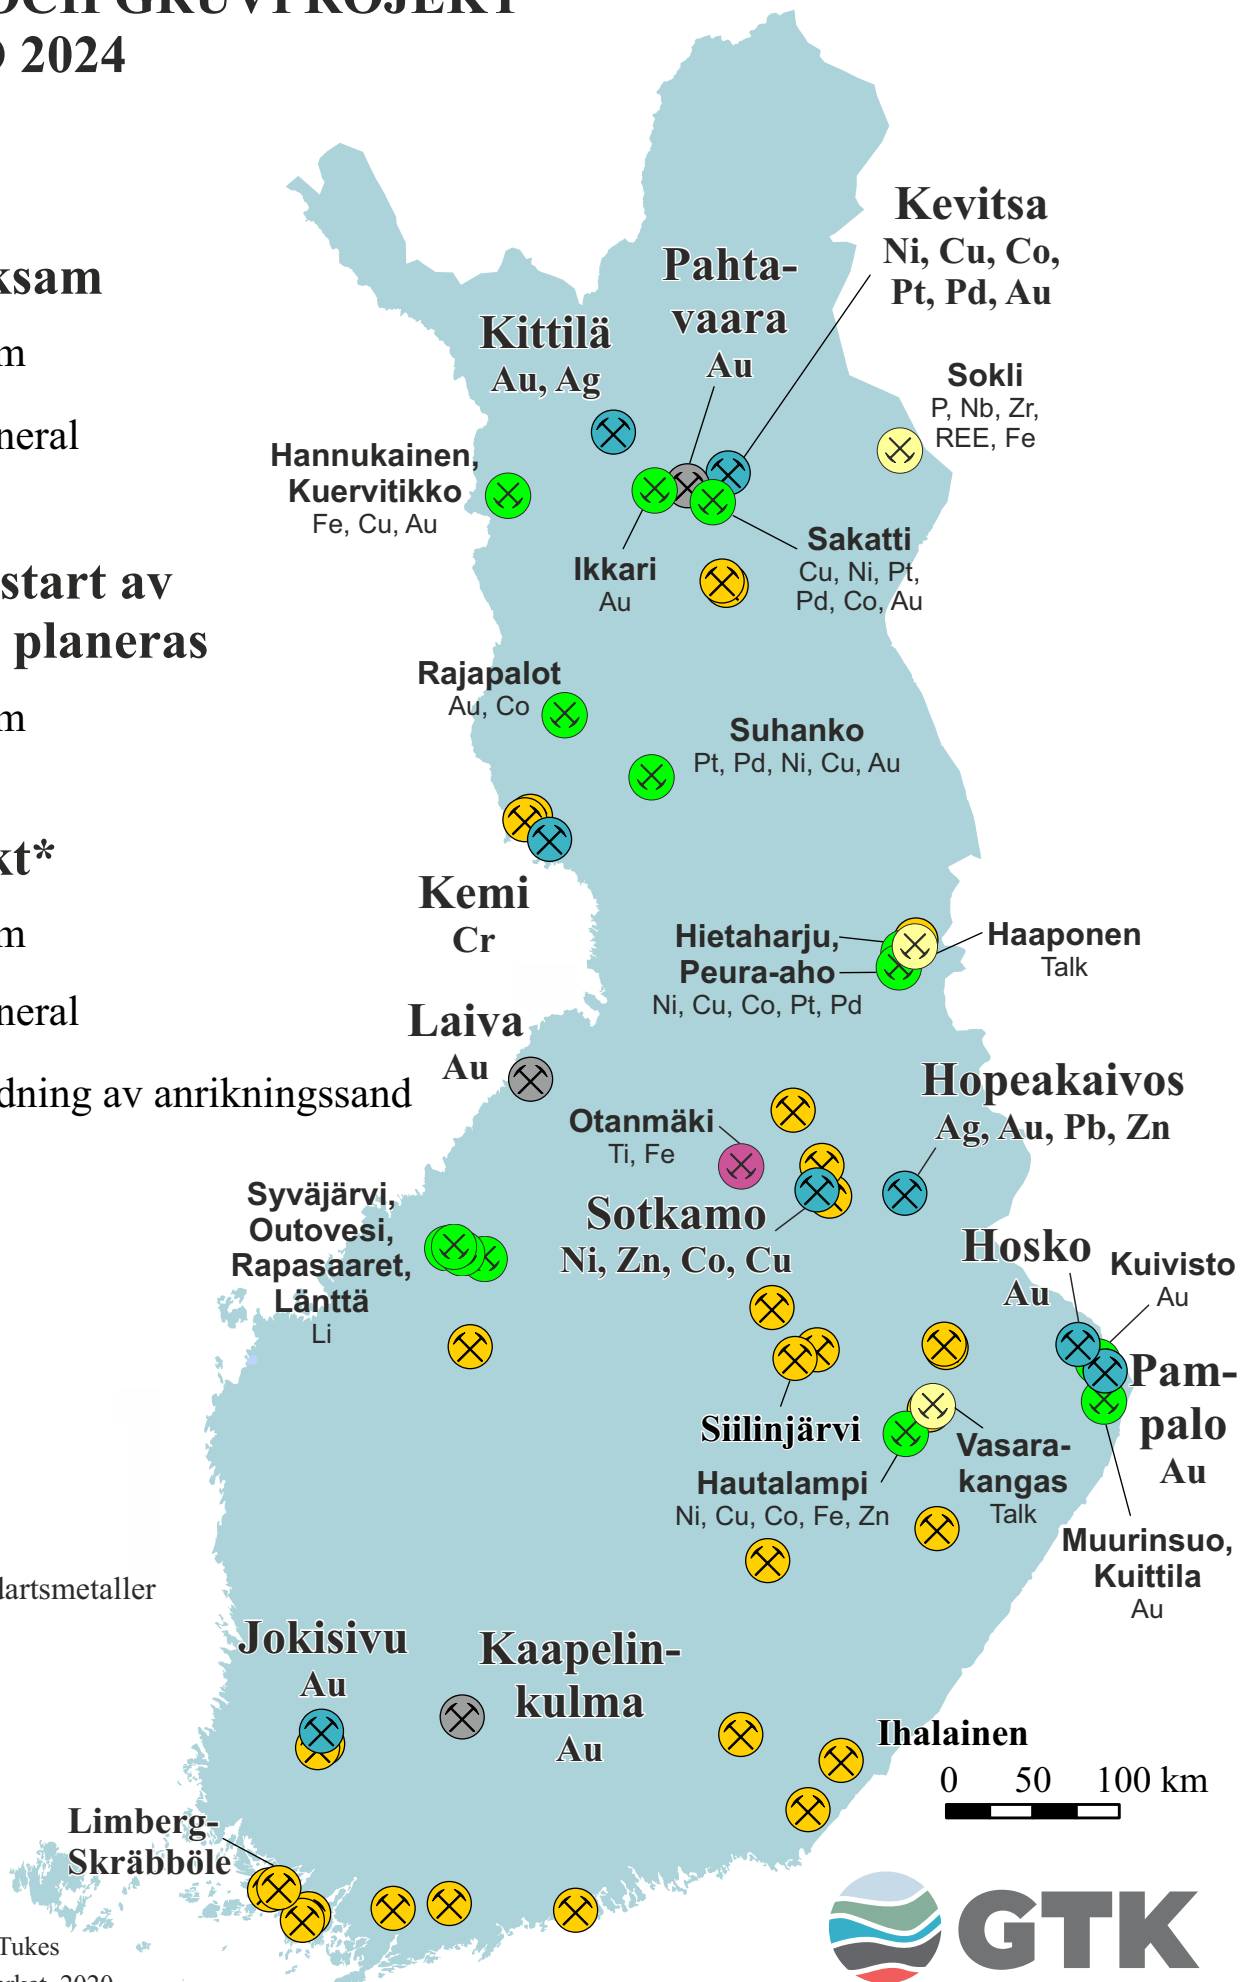 OCH GRUVPROJEKT
2024
ksam
m
neral
start av
planeras
m
kt*
m
neral
dning av anrikningssand
Kevitsa
Ni, Cu, Co,
Pt, Pd, Au
Pahta-
vaara
Au
Kittilä
Au, Ag
Sokli
P, Nb, Zr,
REE, Fe
Hannukainen,
Kuervitikko
Fe, Cu, Au
Ikkari
Au
Sakatti
Cu, Ni, Pt,
Pd, Co, Au
Rajapalot
Au, Co
Suhanko
Pt, Pd, Ni, Cu, Au
Kemi
Cr
Hietaharju,
Peura-aho
Ni, Cu, Co, Pt, Pd
Haaponen
Talk
Laiva
Au
Otanmäki
Ti, Fe
Hopeakaivos
Ag, Au, Pb, Zn
Syväjärvi,
Outovesi,
Rapasaaret,
Länttä
Li
Sotkamo
Ni, Zn, Co, Cu
Hosko
Au
Kuivisto
Au
Pam-
palo
Au
Siilinjärvi
Vasara-
kangas
Talk
Hautalampi
Ni, Cu, Co, Fe, Zn
Muurinsuo,
Kuittila
Au
dartsmetaller
Jokisivu
Au
Kaapelin-
kulma
Au
Ihalainen
0 50 100 km
Limberg-
Skräbböle
GTK
Tukes